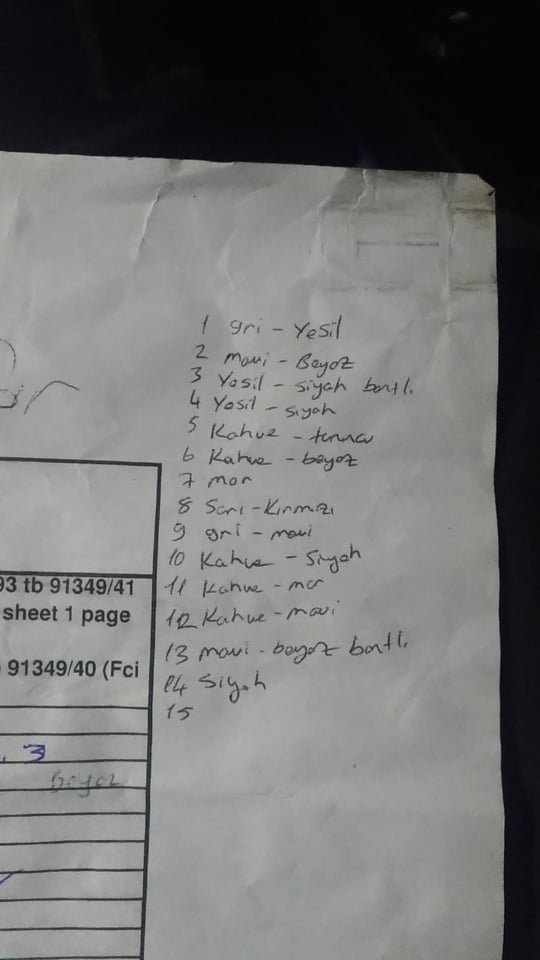 1 gri - Yesil
2 mavi - Beyaz
3 Yesil - siyah bantlı
4 Yesil - siyah
5 Kahve - turuncu
6 Kahve - beyaz
7 mor
8 Sarı - Kırmızı
9 gri - mavi
10 Kahve - Siyah
11 Kahve - mor
12 Kahve - mavi
13 mavi - beyaz bantlı
14 Siyah
15
93 tb 91349/41
sheet 1 page
91349/40 (Fci
3
Beyaz